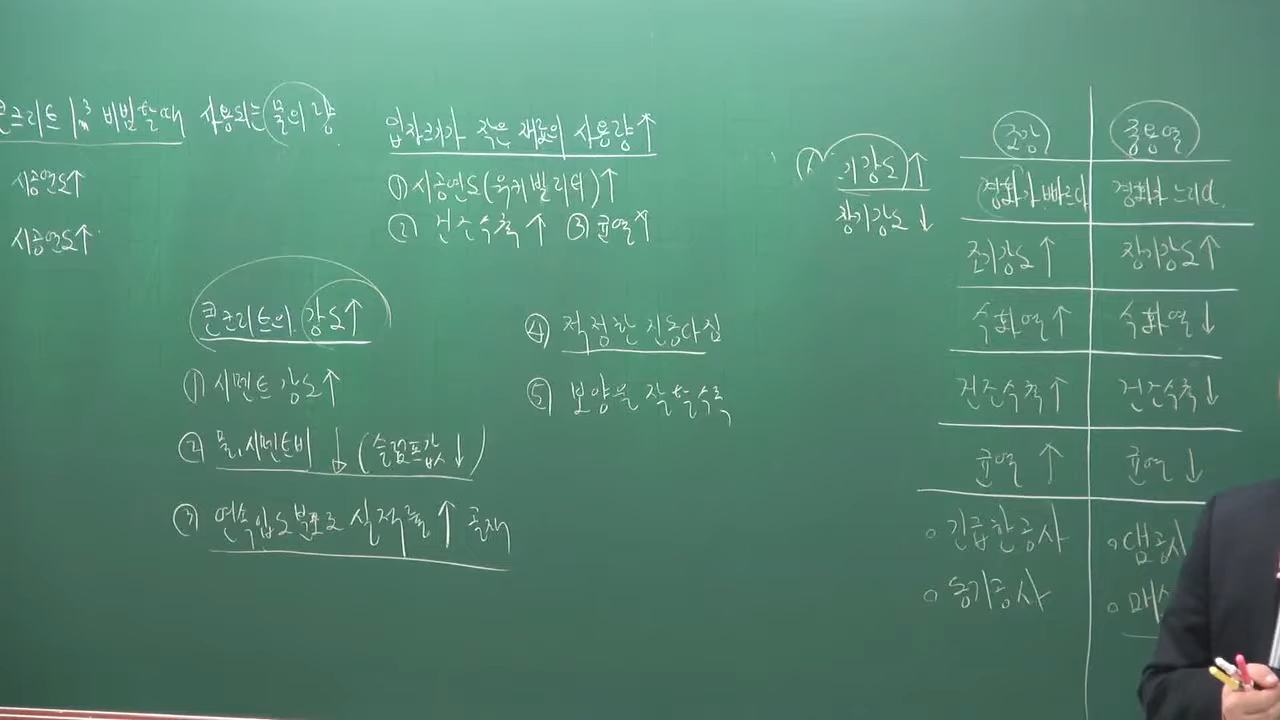 콘크리트 1m³ 비빔할때 사용되는 물의 양
시공연도↑
시공연도↑
입자크기가 작은 재료의 사용량↑
① 시공연도(워커빌리티)↑
② 건조수축↑ ③ 균열↑
콘크리트의 강도↑
① 시멘트 강도↑
② 물,시멘트비↓(슬럼프값↓)
③ 연속입도분포로 실적률↑ 골재
④ 적정한 진동다짐
⑤ 보양을 잘 할수록
기강도↑
장기강도↓
조강 중용열
경화가 빠르다 경화가 느리다.
조기강도↑ 장기강도↑
수화열↑ 수화열↓
건조수축↑ 건조수축↓
균열↑ 균열↓
◦ 긴급한공사 ◦ 댐공사
◦ 동기공사 ◦ 매